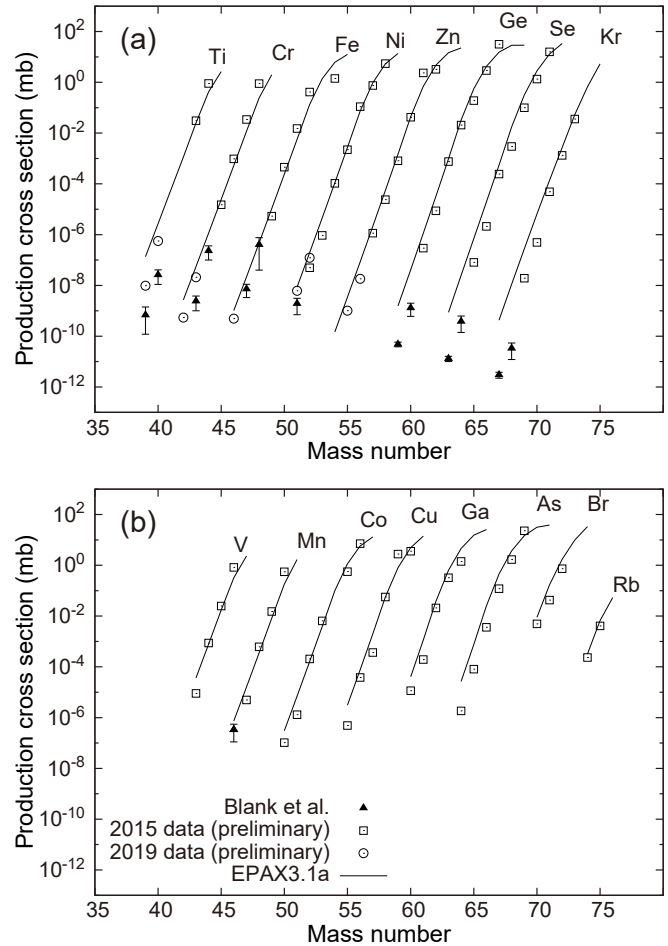 (a)
Ti
Cr
Fe
Ni
Zn
Ge
Se
Kr
Production cross section (mb)
10^2
10^0
10^-2
10^-4
10^-6
10^-8
10^-10
10^-12
35 40 45 50 55 60 65 70 75
Mass number
(b)
V
Mn
Co
Cu
Ga
As
Br
Rb
Production cross section (mb)
10^2
10^0
10^-2
10^-4
10^-6
10^-8
10^-10
10^-12
Blank et al.
2015 data (preliminary)
2019 data (preliminary)
EPAX3.1a
35 40 45 50 55 60 65 70 75
Mass number